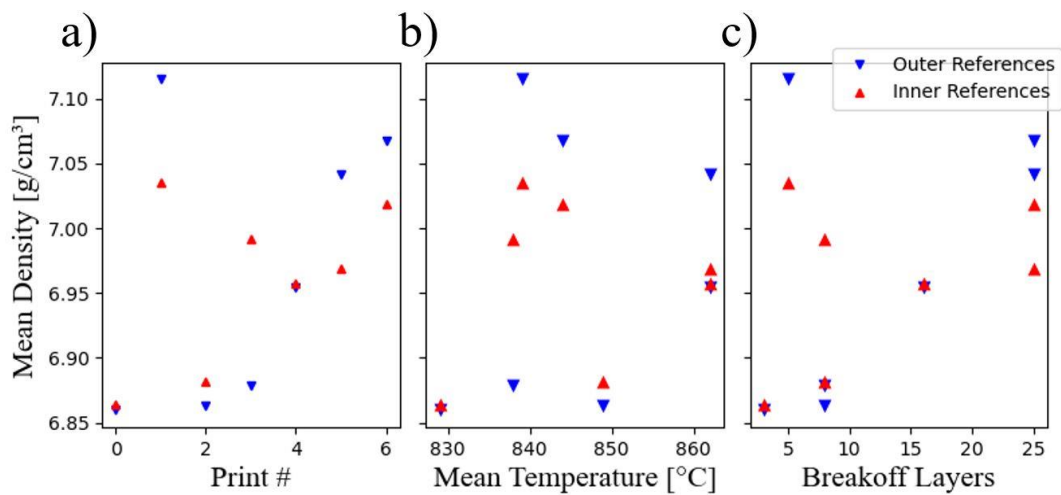 a)
b)
c)
Outer References
Inner References
Mean Density [g/cm³]
7.10
7.05
7.00
6.95
6.90
6.85
0 2 4 6
830 840 850 860
5 10 15 20 25
Print #
Mean Temperature [°C]
Breakoff Layers